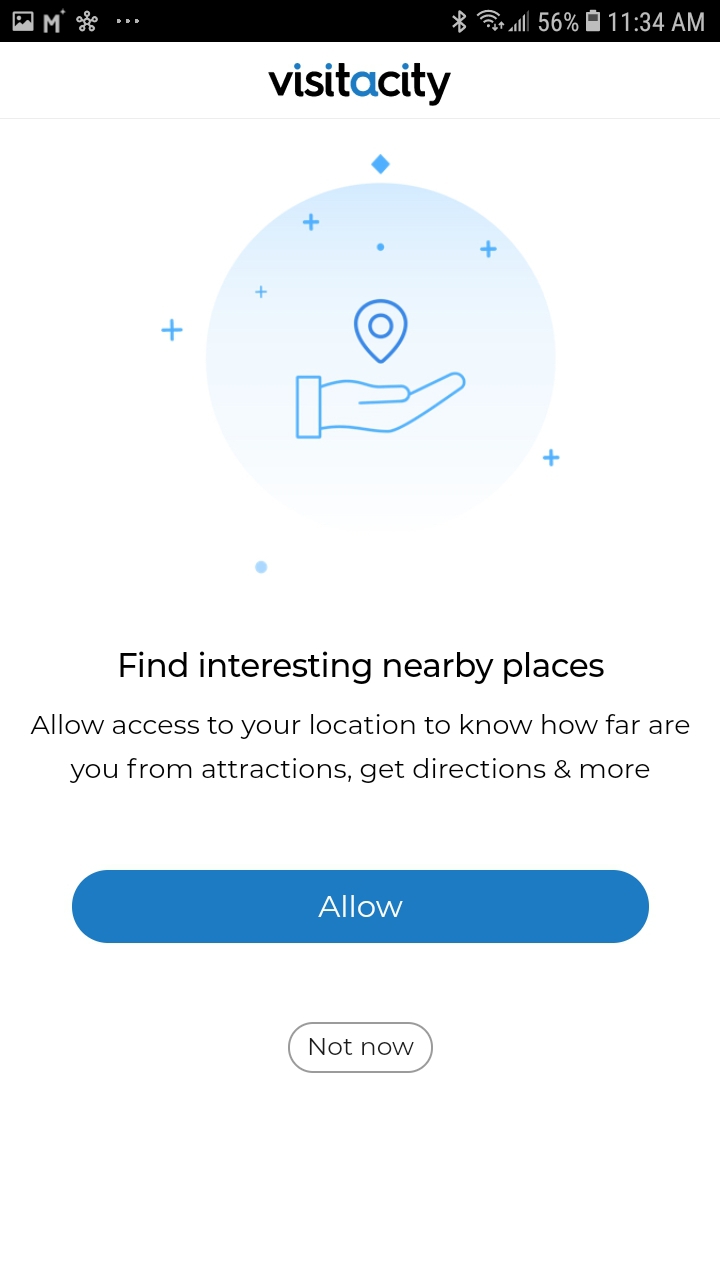 56% 11:34 AM
visitacity
Find interesting nearby places
Allow access to your location to know how far are
you from attractions, get directions & more
Allow
Not now